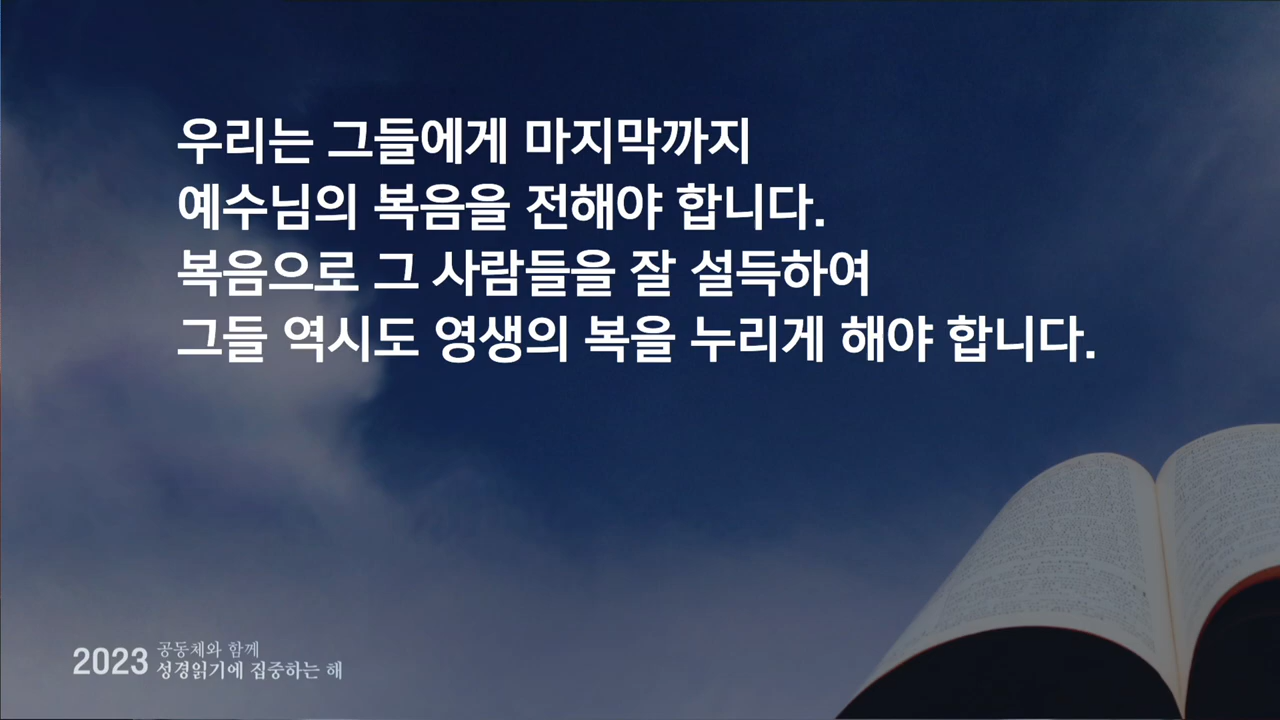 우리는 그들에게 마지막까지
예수님의 복음을 전해야 합니다.
복음으로 그 사람들을 잘 설득하여
그들 역시도 영생의 복을 누리게 해야 합니다.
2023 공동체와 함께
성경읽기에 집중하는 해